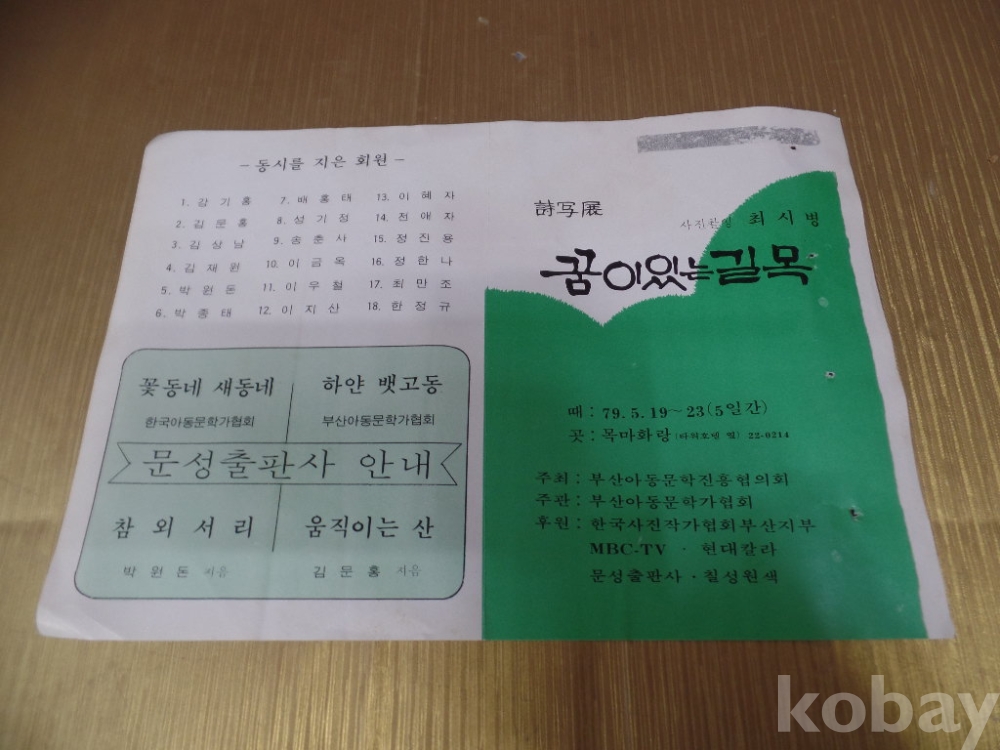 - 동시를 지은 회원 -
1. 강 기 홍
2. 김 문 홍
3. 김 상 남
4. 김 재 원
5. 박 원 돈
6. 박 종 태
7. 배 홍 태
8. 성 기 정
9. 송 춘 사
10. 이 금 옥
11. 이 우 철
12. 이 지 산
13. 이 혜 자
14. 전 애 자
15. 정 진 용
16. 정 한 나
17. 최 만 조
18. 한 정 규
꽃동네 새동네
한국아동문학가협회
하얀 뱃고동
부산아동문학가협회
문성출판사 안내
참 외 서 리
박 원 돈 지음
움직이는 산
김 문 홍 지음
詩写展
최 시 병
꿈이있는길목
때 : 79. 5. 19~23 (5일간)
곳 : 목마화랑 22-0214
주최 : 부산아동문학진흥협의회
주관 : 부산아동문학가협회
후원 : 한국사진작가협회부산지부
MBC-TV · 현대칼라
문성출판사 · 칠성원색
kobay